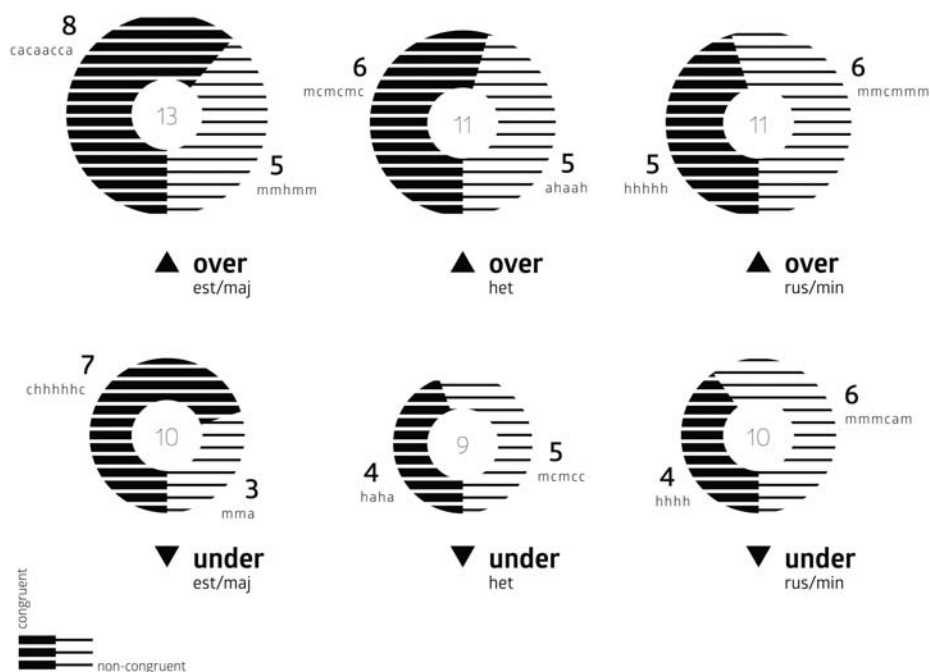 8
cacaacca
13
5
mmhmm
▲ over
est/maj
6
mcmcmc
11
5
ahaah
▲ over
het
6
mmcmmm
11
5
hhhhh
▲ over
rus/min
7
chhhhhc
10
3
mma
▼ under
est/maj
9
5
mcmcc
4
haha
▼ under
het
6
mmmcam
10
4
hhhh
▼ under
rus/min
congruent
non-congruent